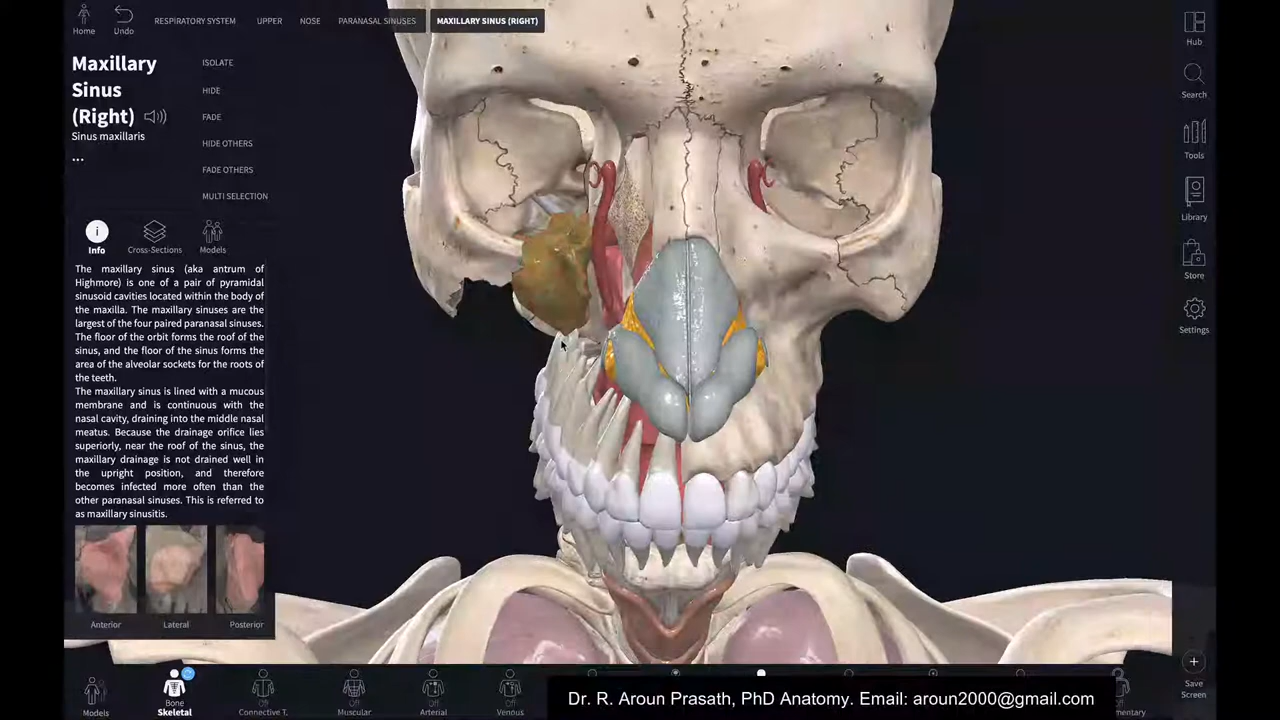 Home
Undo
RESPIRATORY SYSTEM
UPPER
NOSE
PARANASAL SINUSES
MAXILLARY SINUS (RIGHT)
Maxillary
Sinus
(Right)
Sinus maxillaris
...
ISOLATE
HIDE
FADE
HIDE OTHERS
FADE OTHERS
MULTI SELECTION
Info
Cross-Sections
Models
The maxillary sinus (aka antrum of
Highmore) is one of a pair of pyramidal
sinusoid cavities located within the body of
the maxilla. The maxillary sinuses are the
largest of the four paired paranasal sinuses.
The floor of the orbit forms the roof of the
sinus, and the floor of the sinus forms the
area of the alveolar sockets for the roots of
the teeth.
The maxillary sinus is lined with a mucous
membrane and is continuous with the
nasal cavity, draining into the middle nasal
meatus. Because the drainage orifice lies
superiorly, near the roof of the sinus, the
maxillary drainage is not drained well in
the upright position, and therefore
becomes infected more often than the
other paranasal sinuses. This is referred to
as maxillary sinusitis.
Anterior
Lateral
Posterior
Hub
Search
Tools
Library
Store
Settings
Save
Screen
Models
Bone
Skeletal
Off
Connective T.
Off
Muscular
Off
Arterial
Off
Venous
Off
mentary
Dr. R. Aroun Prasath, PhD Anatomy. Email: aroun2000@gmail.com